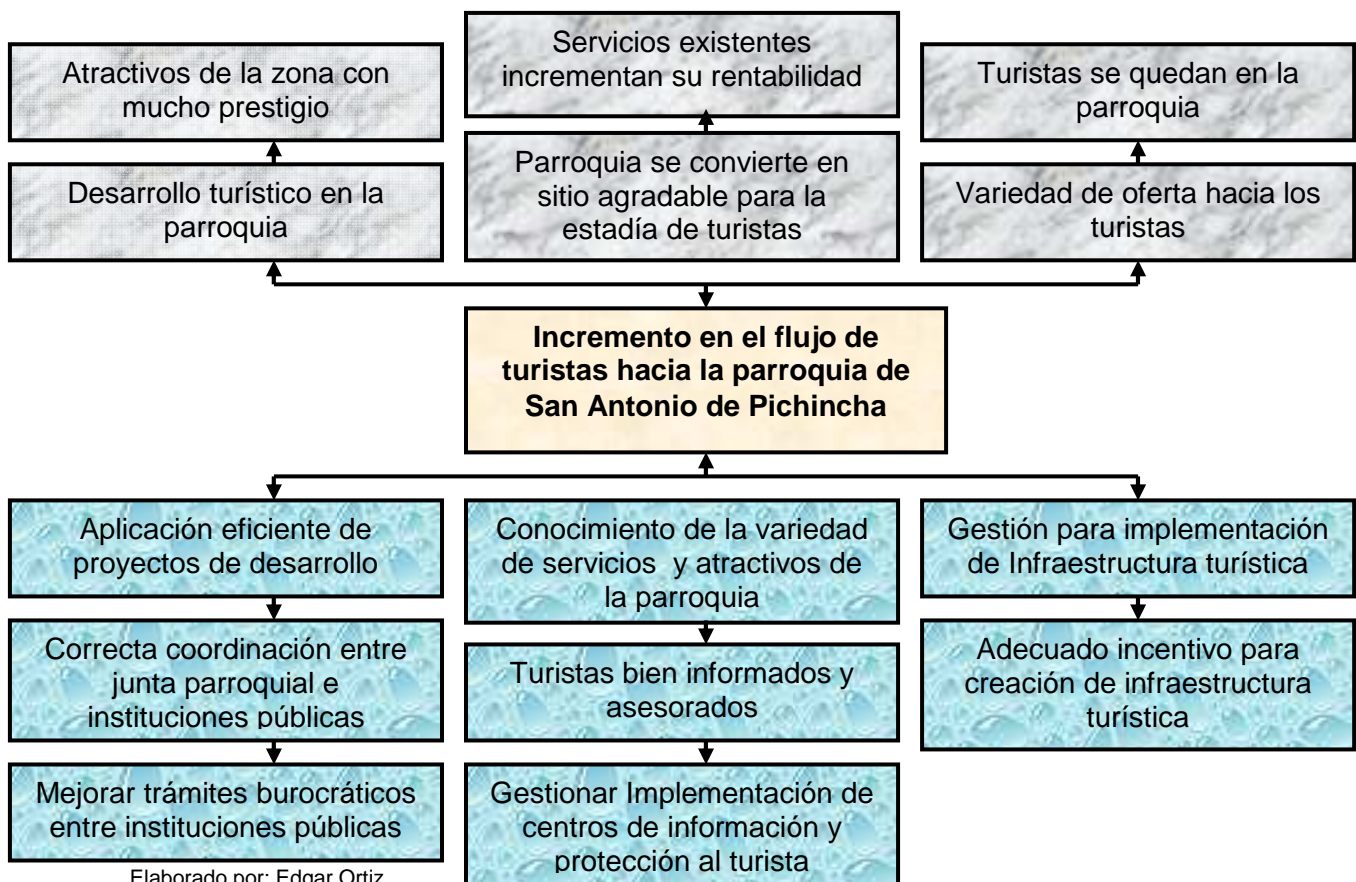 Atractivos de la zona con
mucho prestigio
Servicios existentes
incrementan su rentabilidad
Turistas se quedan en la
parroquia
Desarrollo turístico en la
parroquia
Parroquia se convierte en
sitio agradable para la
estadía de turistas
Variedad de oferta hacia los
turistas
Incremento en el flujo de
turistas hacia la parroquia de
San Antonio de Pichincha
Aplicación eficiente de
proyectos de desarrollo
Conocimiento de la variedad
de servicios y atractivos de
la parroquia
Gestión para implementación
de Infraestructura turística
Correcta coordinación entre
junta parroquial e
instituciones públicas
Turistas bien informados y
asesorados
Adecuado incentivo para
creación de infraestructura
turística
Mejorar trámites burocráticos
entre instituciones públicas
Gestionar Implementación de
centros de información y
protección al turista
Elaborado por: Edgar Ortiz